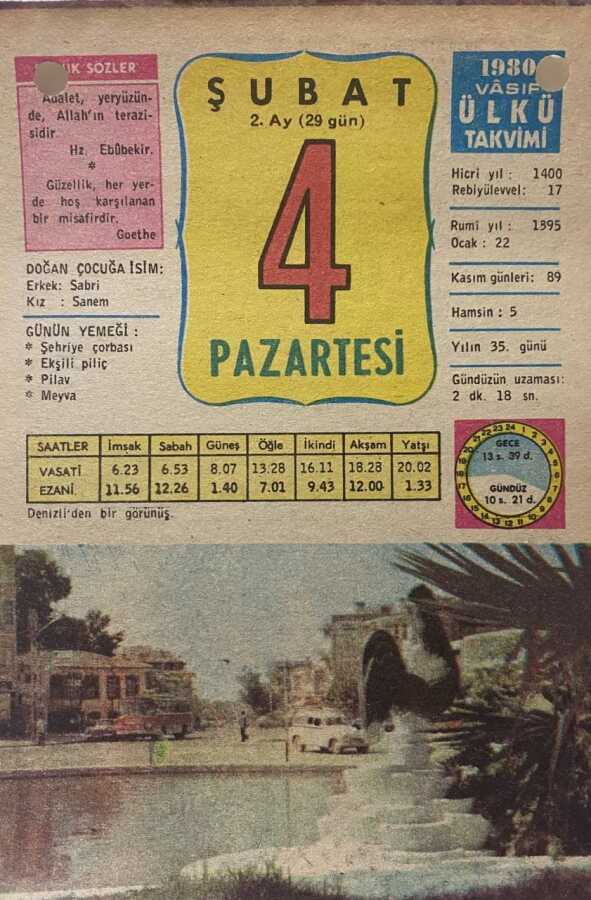 K SÖZLER
Adalet, yeryüzün-
de, Allah'ın terazi-
sidir.
Hz. Ebûbekir.
*
Güzellik, her yer-
de hoş karşılanan
bir misafirdir.
Goethe
DOĞAN ÇOCUĞA İSİM:
Erkek: Sabri
Kız : Sanem
GÜNÜN YEMEĞİ :
* Şehriye çorbası
* Ekşili piliç
* Pilav
* Meyva
ŞUBAT
2. Ay (29 gün)
4
PAZARTESİ
1980
VÂSIF
ÜLKÜ
TAKVİMİ
Hicri yıl : 1400
Rebiyülevvel: 17
Rumî yıl : 1395
Ocak : 22
Kasım günleri: 89
Hamsin : 5
Yılın 35. günü
Gündüzün uzaması:
2 dk. 18 sn.
SAATLER İmsak Sabah Güneş Öğle İkindi Akşam Yatşı
VASATİ 6.23 6.53 8.07 13.28 16.11 18.28 20.02
EZANİ 11.56 12.26 1.40 7.01 9.43 12.00 1.33
GECE
13 s. 39 d.
GÜNDÜZ
10 s. 21 d.
Denizli'den bir görünüş.